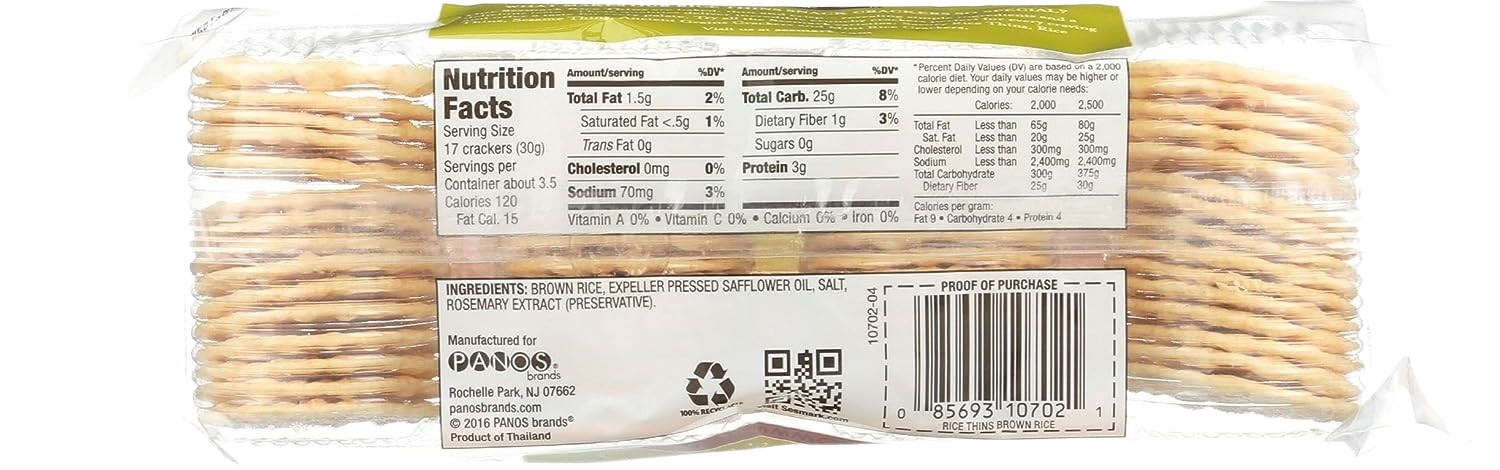 Visit us at sesmark.com
Nutrition
Facts
Serving Size
17 crackers (30g)
Servings per
Container about 3.5
Calories 120
Fat Cal. 15
Amount/serving %DV*
Total Fat 1.5g 2%
Saturated Fat <.5g 1%
Trans Fat 0g
Cholesterol 0mg 0%
Sodium 70mg 3%
Amount/serving %DV*
Total Carb. 25g 8%
Dietary Fiber 1g 3%
Sugars 0g
Protein 3g
Vitamin A 0% • Vitamin C 0% • Calcium 0% • Iron 0%
*Percent Daily Values (DV) are based on a 2,000
calorie diet. Your daily values may be higher or
lower depending on your calorie needs:
Calories: 2,000 2,500
Total Fat Less than 65g 80g
Sat. Fat Less than 20g 25g
Cholesterol Less than 300mg 300mg
Sodium Less than 2,400mg 2,400mg
Total Carbohydrate 300g 375g
Dietary Fiber 25g 30g
Calories per gram:
Fat 9 • Carbohydrate 4 • Protein 4
INGREDIENTS: BROWN RICE, EXPELLER PRESSED SAFFLOWER OIL, SALT,
ROSEMARY EXTRACT (PRESERVATIVE).
Manufactured for
PANOS®
brands
Rochelle Park, NJ 07662
panosbrands.com
© 2016 PANOS brands®
Product of Thailand
100% RECYCLABLE
Visit Sesmark.com
10702-04
PROOF OF PURCHASE
0 85693 10702 1
RICE THINS BROWN RICE